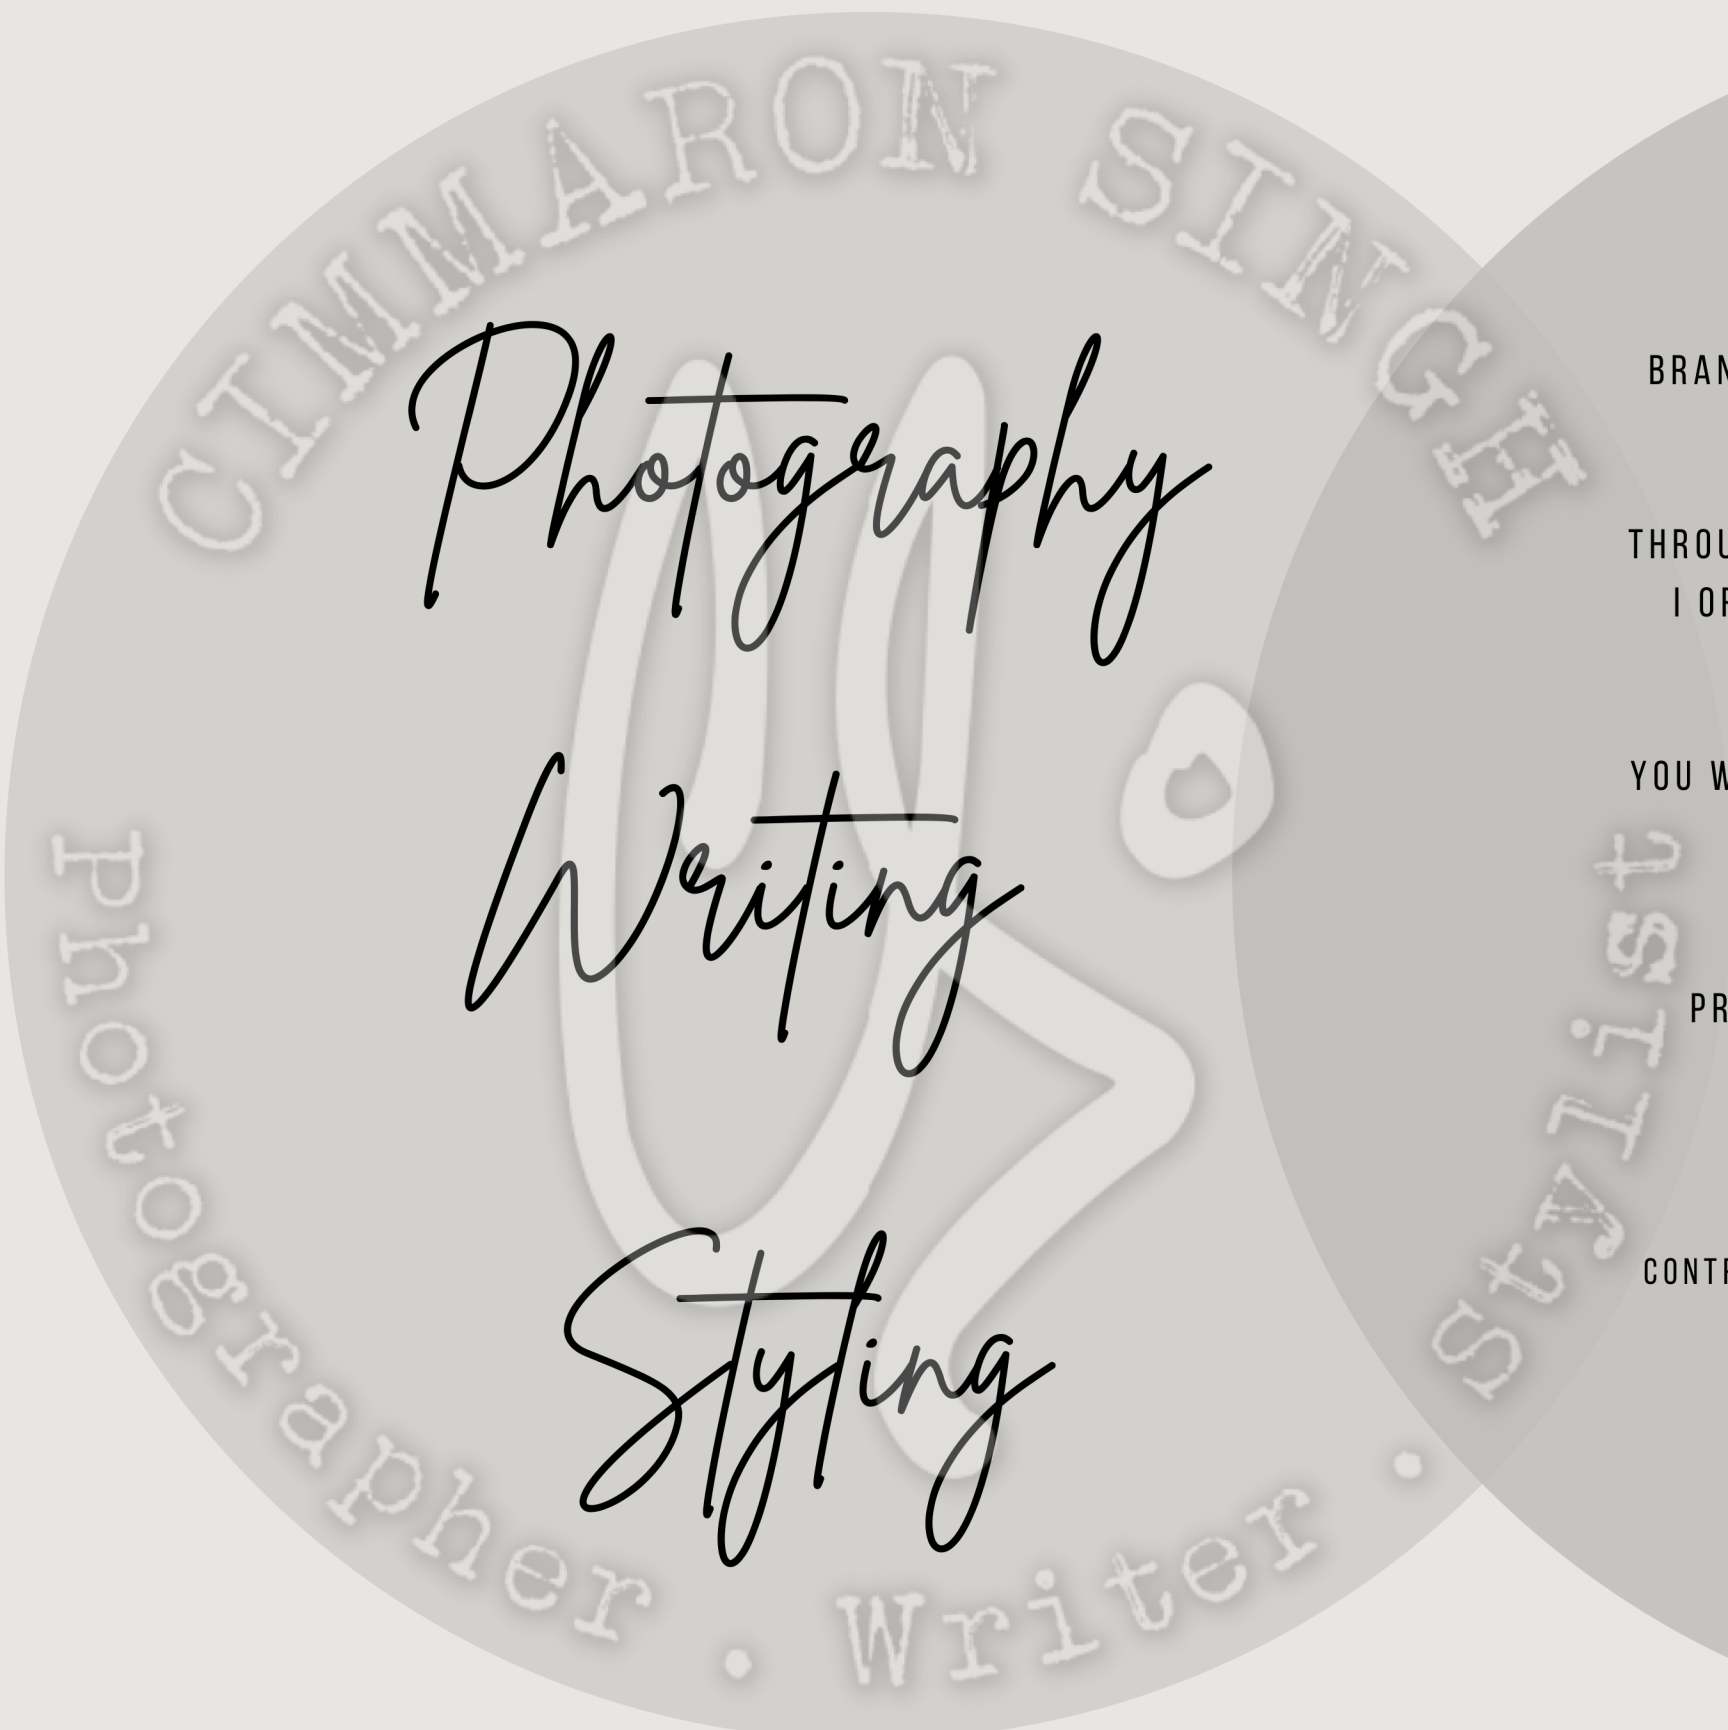 CIMMARON SINGH
Photography
Writing
Styling
Photographer . Writer . Stylist
BRAN
THROU
I OF
YOU W
PR
CONTR